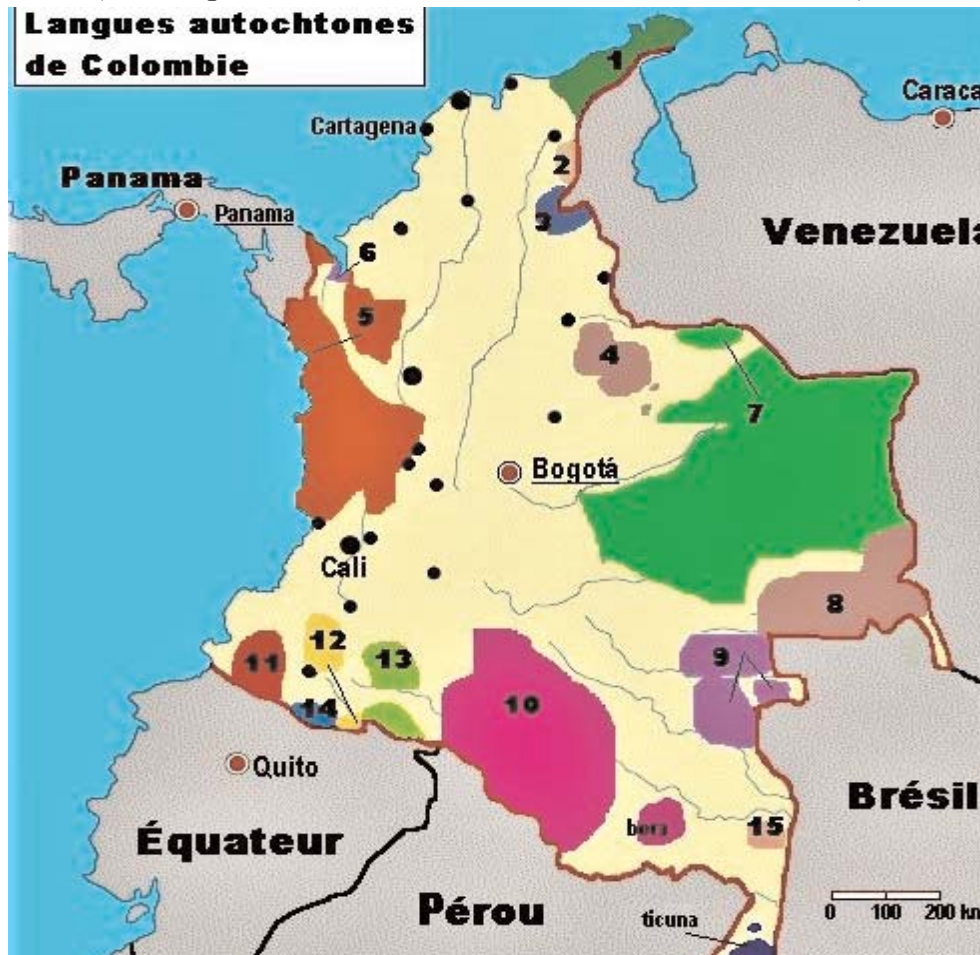 Langues autochtones
de Colombie
1
Caraca
Cartagena
2
Panama
Panama
3
Venezuela
6
5
4
7
Bogotá
Cali
8
12
11
13
9
14
10
Quito
Brésil
Équateur
bora
15
Pérou
ticuna
0 100 200 km